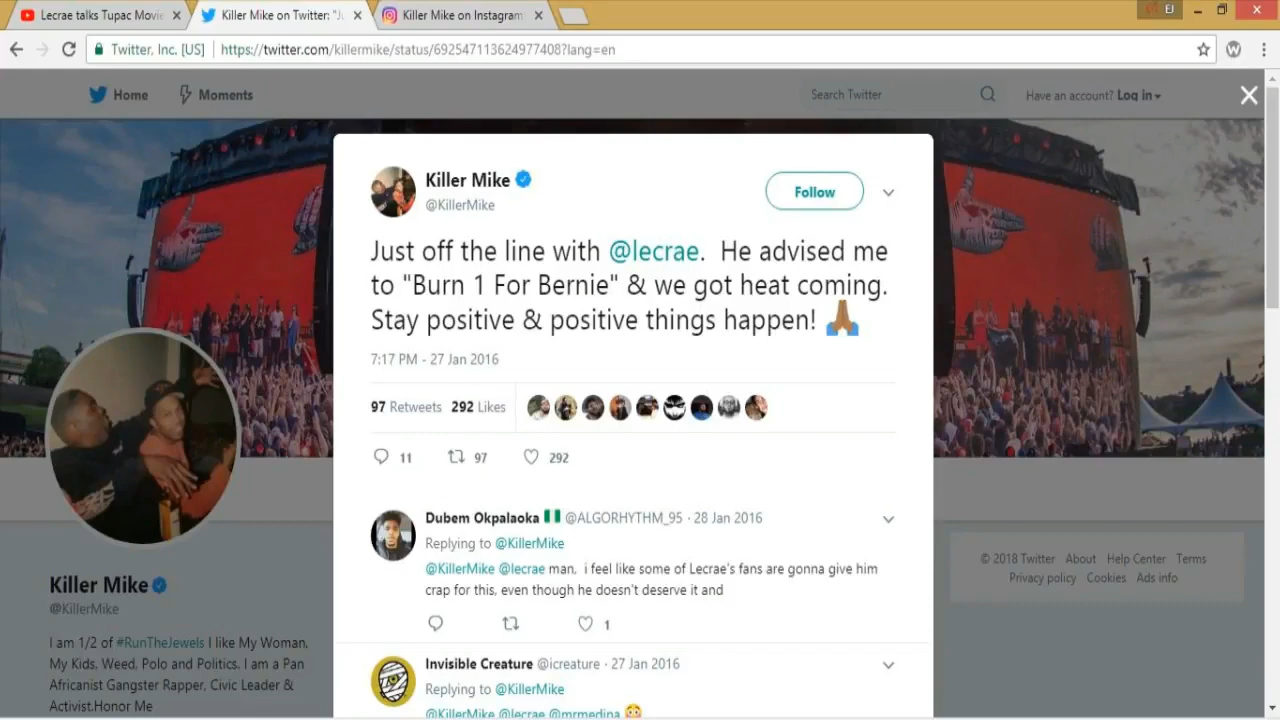 Lecrae talks Tupac Movie
Killer Mike on Twitter: "Ju
Killer Mike on Instagram
EJ
Twitter, Inc. [US]
https://twitter.com/killermike/status/692547113624977408?lang=en
W
Home
Moments
Search Twitter
Have an account? Log in
Killer Mike
@KillerMike
Follow
Just off the line with @lecrae. He advised me
to "Burn 1 For Bernie" & we got heat coming.
Stay positive & positive things happen! 🙏🏾
7:17 PM - 27 Jan 2016
97 Retweets 292 Likes
11 97 292
Dubem Okpalaoka 🇳🇬 @ALGORHYTHM_95 · 28 Jan 2016
Replying to @KillerMike
@KillerMike @lecrae man, i feel like some of Lecrae's fans are gonna give him
crap for this, even though he doesn't deserve it and
1
Invisible Creature @icreature · 27 Jan 2016
Replying to @KillerMike
@KillerMike @lecrae @mrmedina 😳
Killer Mike
@KillerMike
I am 1/2 of #RunTheJewels I like My Woman,
My Kids, Weed, Polo and Politics. I am a Pan
Africanist Gangster Rapper, Civic Leader &
Activist.Honor Me
© 2018 Twitter About Help Center Terms
Privacy policy Cookies Ads info